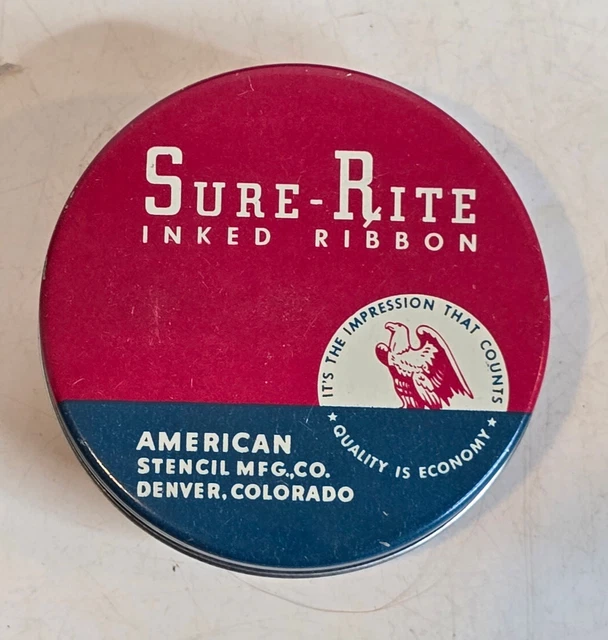 SURE-RITE
INKED RIBBON
IT'S THE IMPRESSION THAT COUNTS
★ QUALITY IS ECONOMY ★
AMERICAN
STENCIL MFG., CO.
DENVER, COLORADO